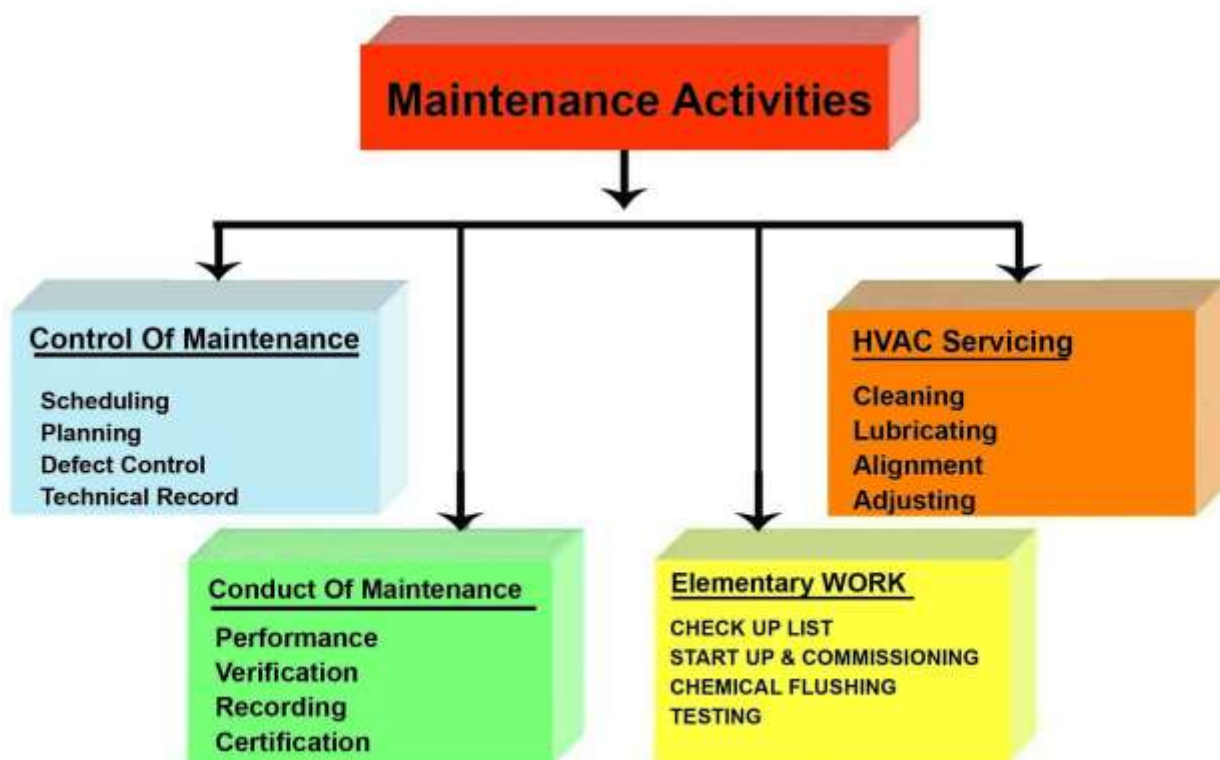 Maintenance Activities
Control Of Maintenance
Scheduling
Planning
Defect Control
Technical Record
Conduct Of Maintenance
Performance
Verification
Recording
Certification
Elementary WORK
CHECK UP LIST
START UP & COMMISSIONING
CHEMICAL FLUSHING
TESTING
HVAC Servicing
Cleaning
Lubricating
Alignment
Adjusting